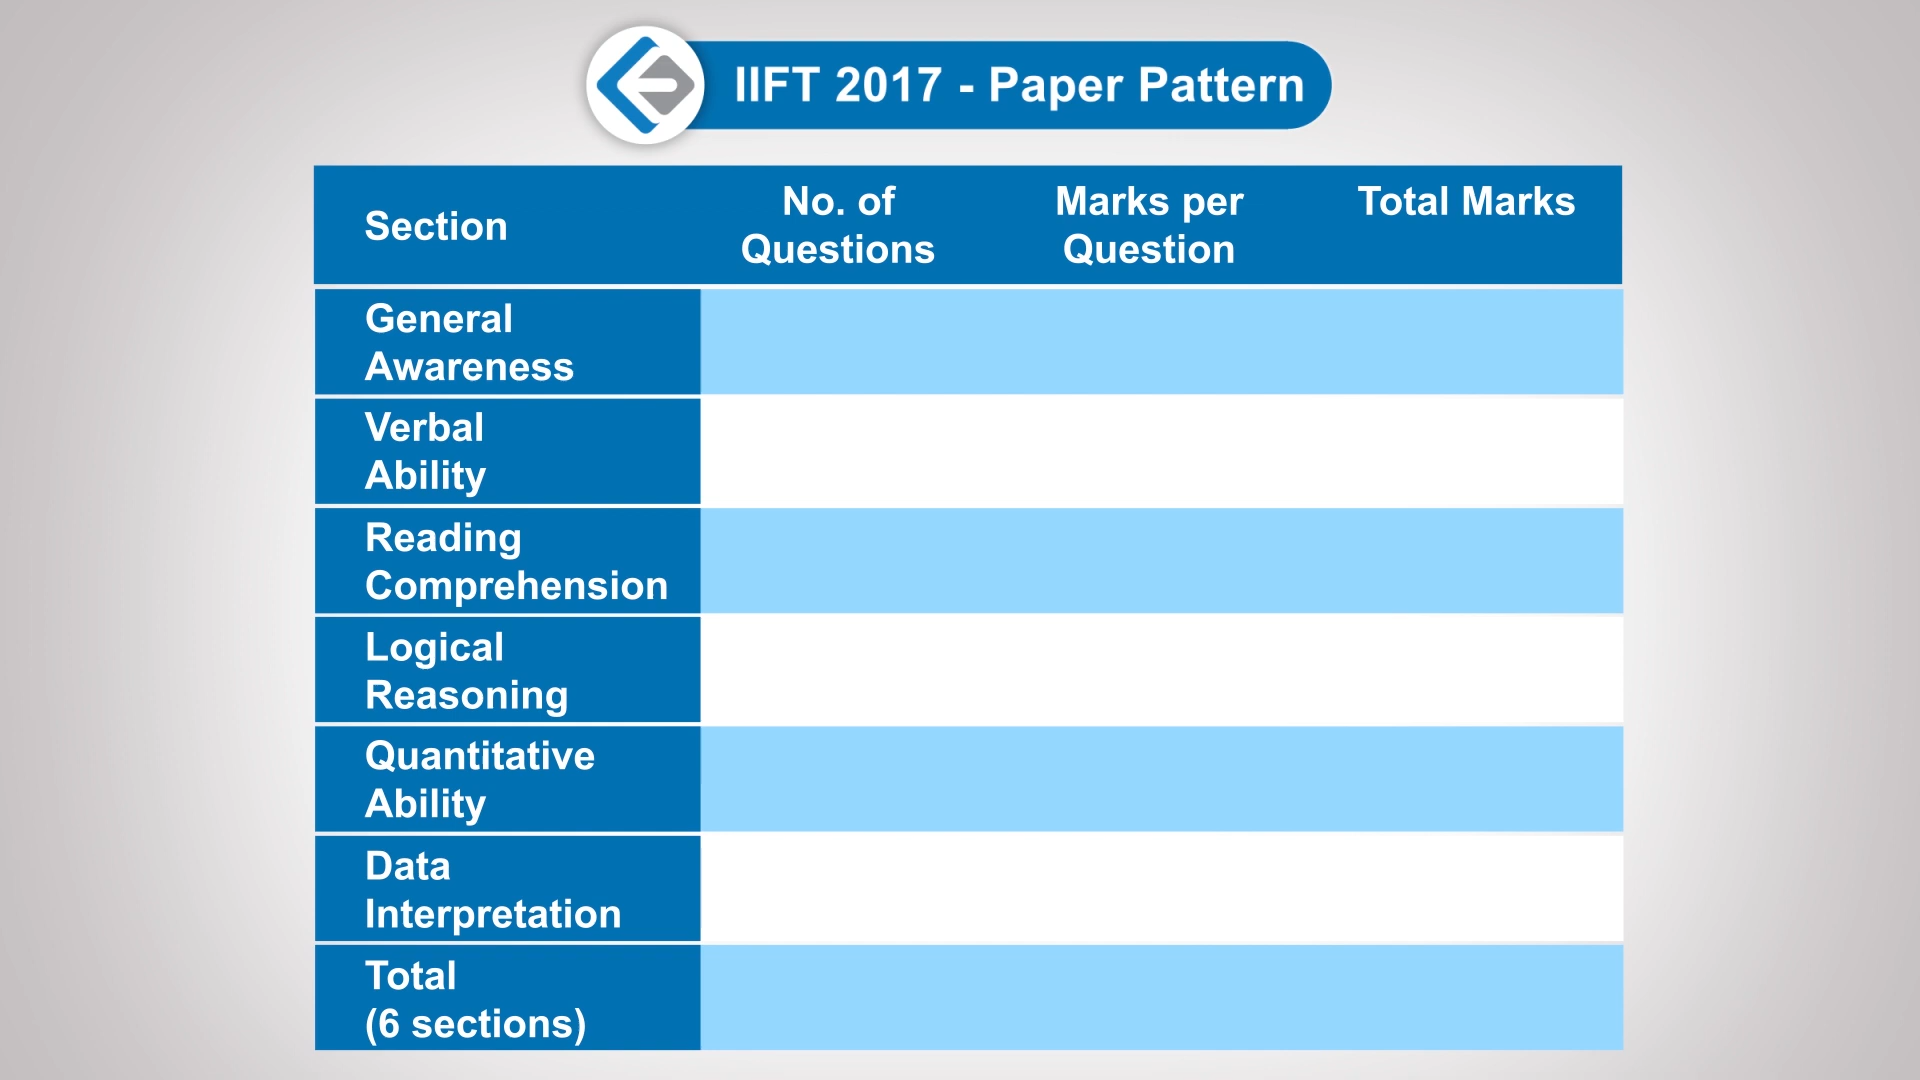 IIFT 2017 - Paper Pattern
Section
No. of
Questions
Marks per
Question
Total Marks
General
Awareness
Verbal
Ability
Reading
Comprehension
Logical
Reasoning
Quantitative
Ability
Data
Interpretation
Total
(6 sections)